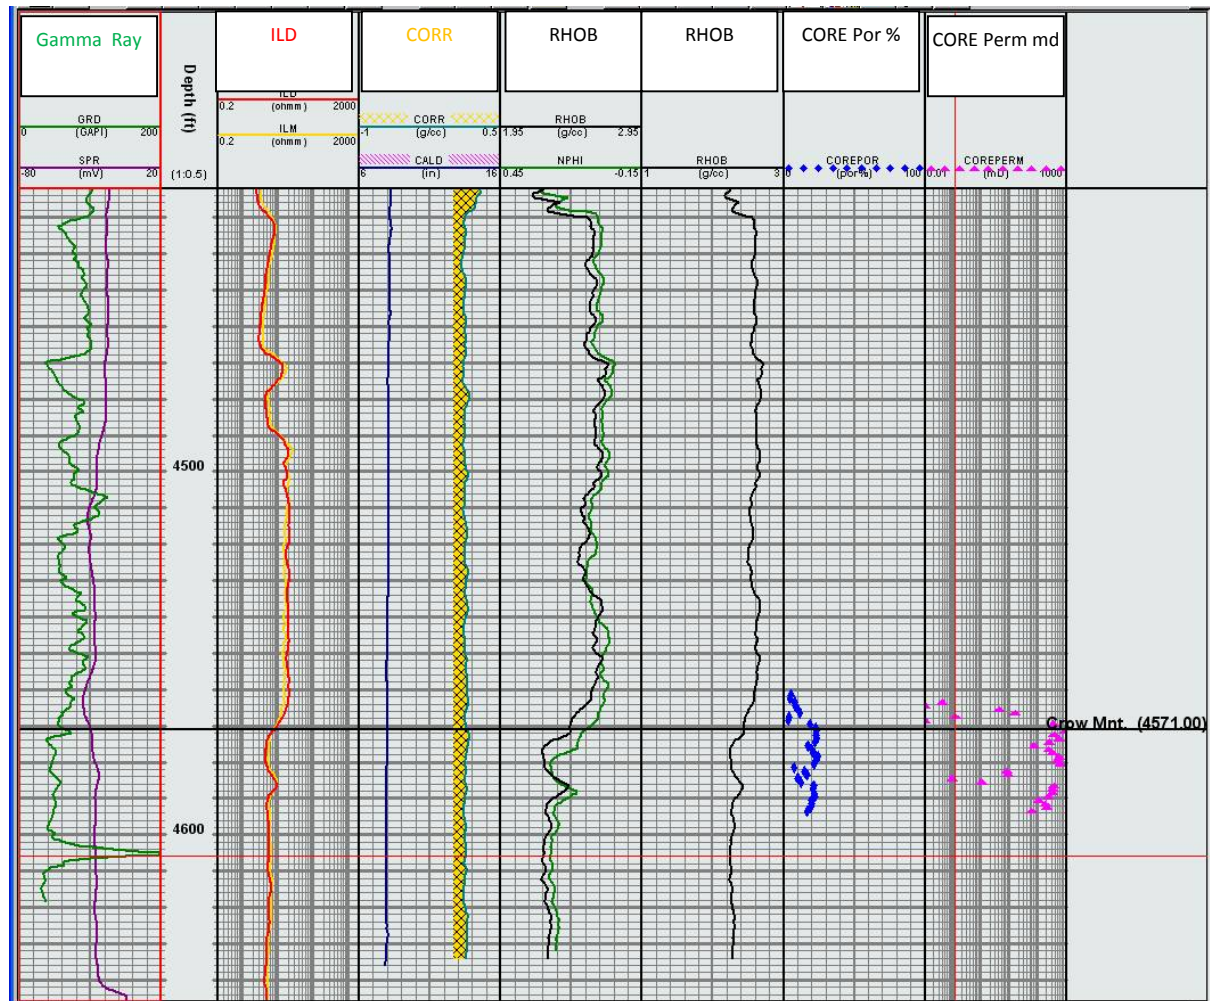 Gamma Ray
ILD
CORR
RHOB
RHOB
CORE Por %
CORE Perm md
Depth (ft)
(1:0.5)
GRD
0 (GAPI) 200
SPR
-80 (mV) 20
ILD
0.2 (ohmm) 2000
ILM
0.2 (ohmm) 2000
CORR
-1 (g/cc) 0.5
CALD
6 (in) 16
RHOB
1.95 (g/cc) 2.95
NPHI
0.45 -0.15
RHOB
1 (g/cc) 3
COREPOR
(por%) 100
COREPERM
0.01 (mD) 1000
4500
Crow Mnt. (4571.00)
4600